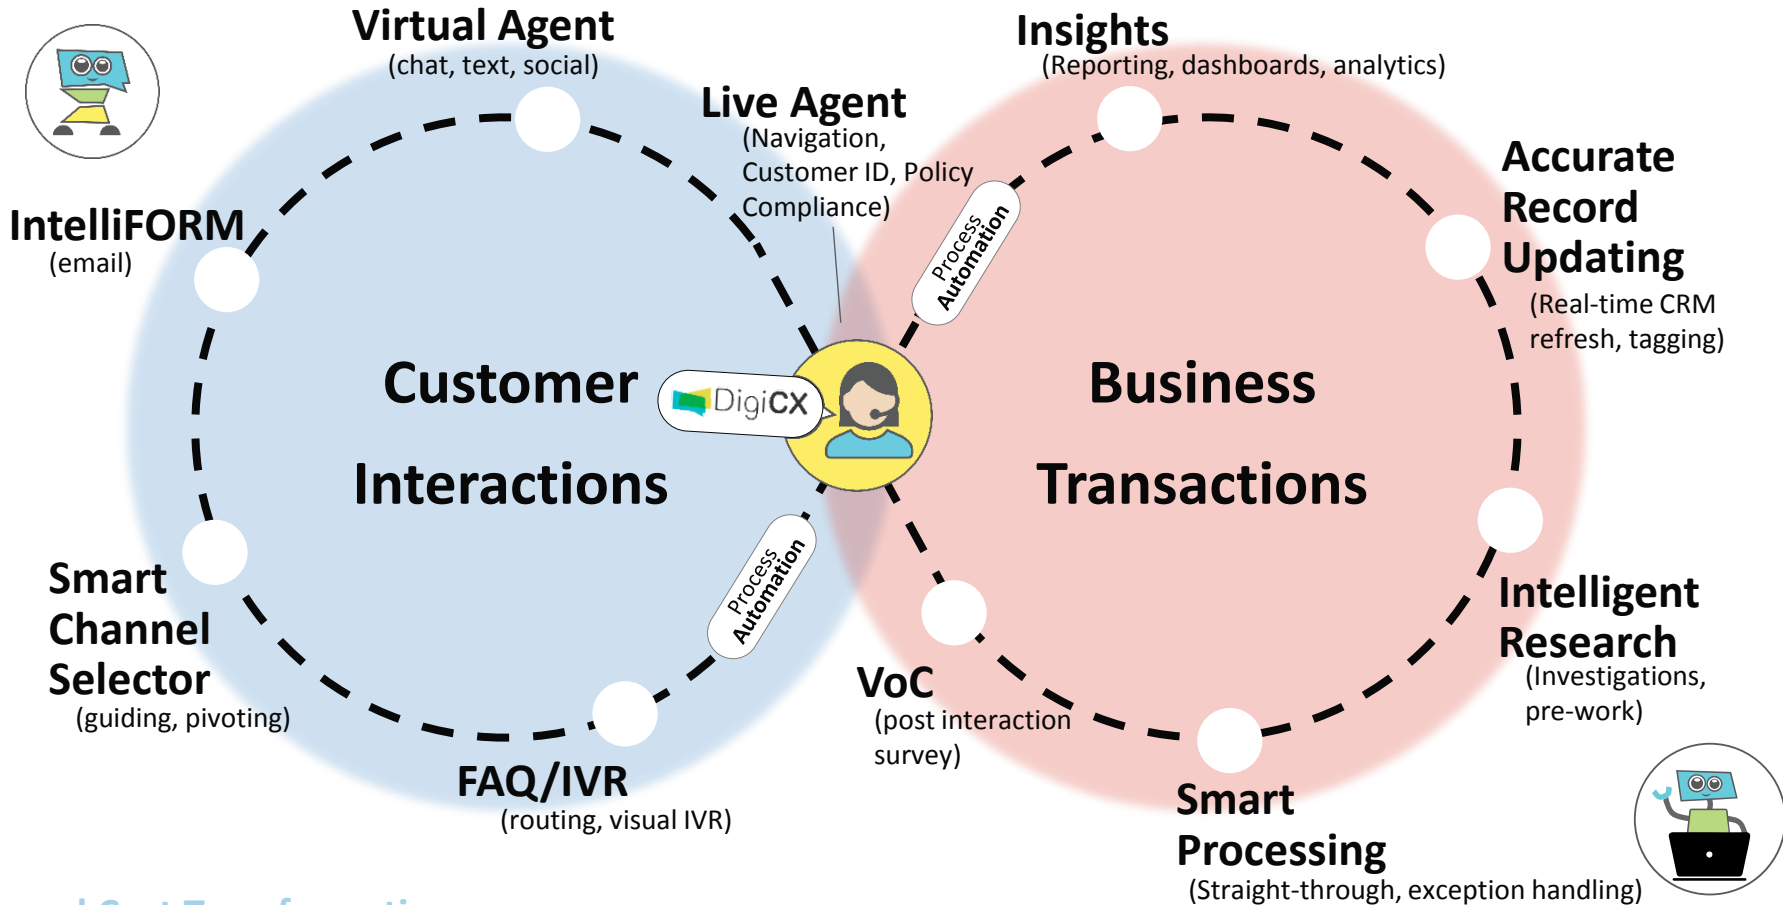 Virtual Agent
(chat, text, social)
Insights
(Reporting, dashboards, analytics)
Live Agent
(Navigation,
Customer ID, Policy
Compliance)
Accurate
Record
Updating
(Real-time CRM
refresh, tagging)
IntelliFORM
(email)
Process
Automation
Customer
Interactions
DigiCX
Business
Transactions
Process
Automation
Smart
Channel
Selector
(guiding, pivoting)
Intelligent
Research
(Investigations,
pre-work)
VoC
(post interaction
survey)
FAQ/IVR
(routing, visual IVR)
Smart
Processing
(Straight-through, exception handling)